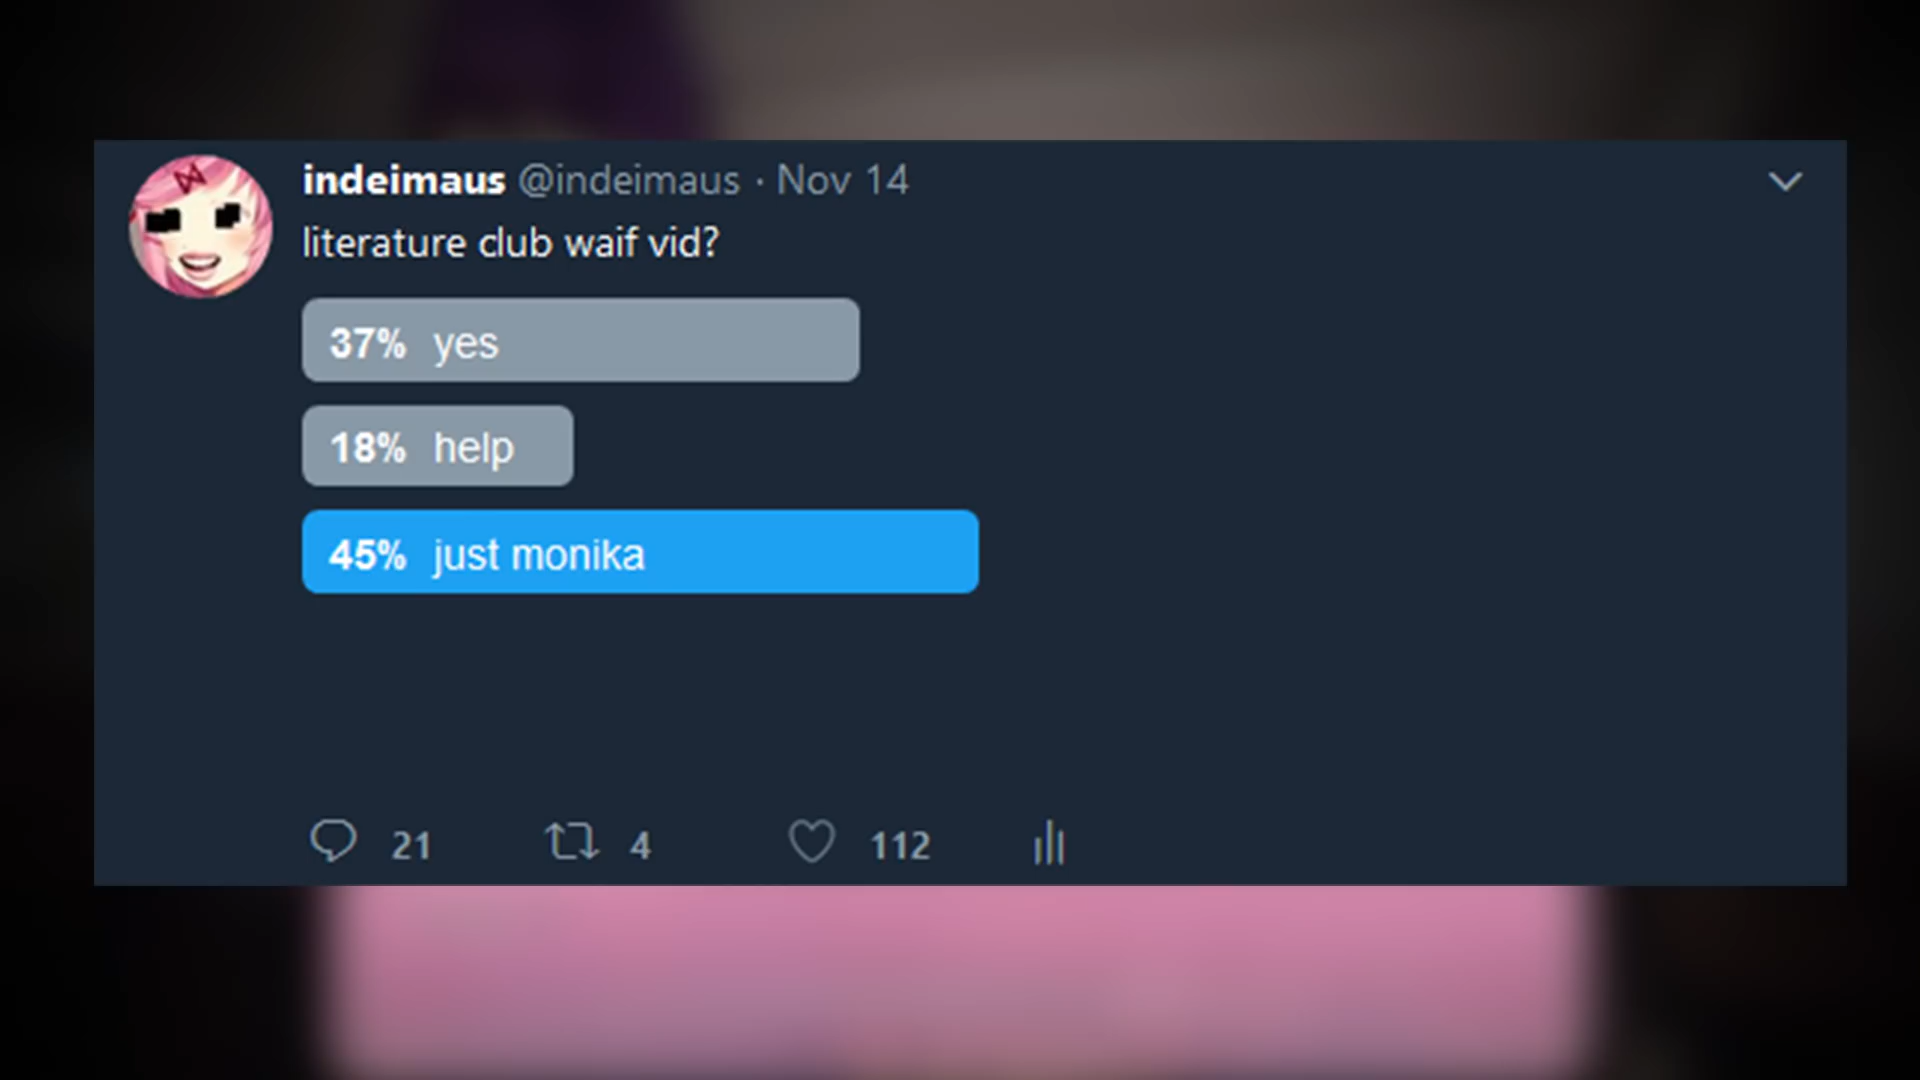 indeimaus @indeimaus · Nov 14
literature club waif vid?
37% yes
18% help
45% just monika
21 4 112